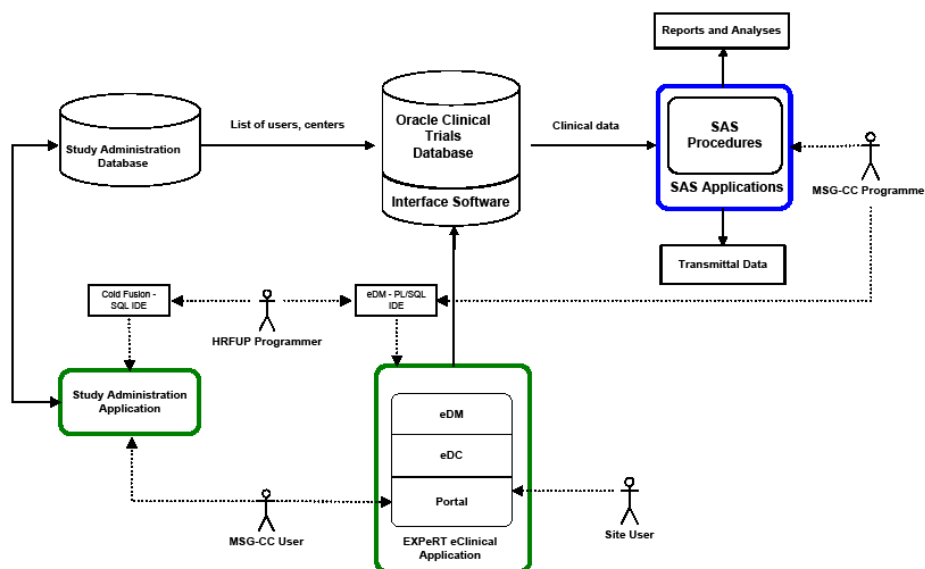 Reports and Analyses
Study Administration
Database
List of users, centers
Oracle Clinical
Trials
Database
Interface Software
Clinical data
SAS
Procedures
SAS Applications
MSG-CC Programme
Transmittal Data
Cold Fusion -
SQL IDE
HRFUP Programmer
eDM - PL/SQL
IDE
Study Administration
Application
eDM
eDC
Portal
EXPeRT eClinical
Application
MSG-CC User
Site User